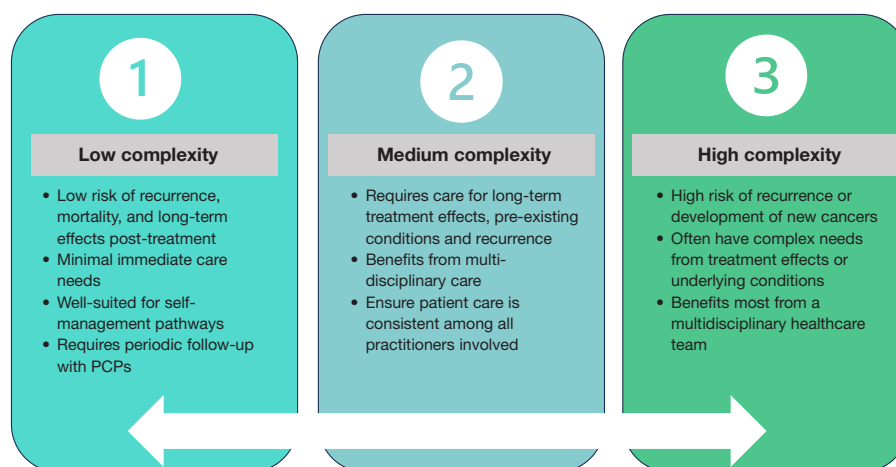 1
Low complexity
• Low risk of recurrence,
mortality, and long-term
effects post-treatment
• Minimal immediate care
needs
• Well-suited for self-
management pathways
• Requires periodic follow-up
with PCPs
2
Medium complexity
• Requires care for long-term
treatment effects, pre-existing
conditions and recurrence
• Benefits from multi-
disciplinary care
• Ensure patient care is
consistent among all
practitioners involved
3
High complexity
• High risk of recurrence or
development of new cancers
• Often have complex needs
from treatment effects or
underlying conditions
• Benefits most from a
multidisciplinary healthcare
team